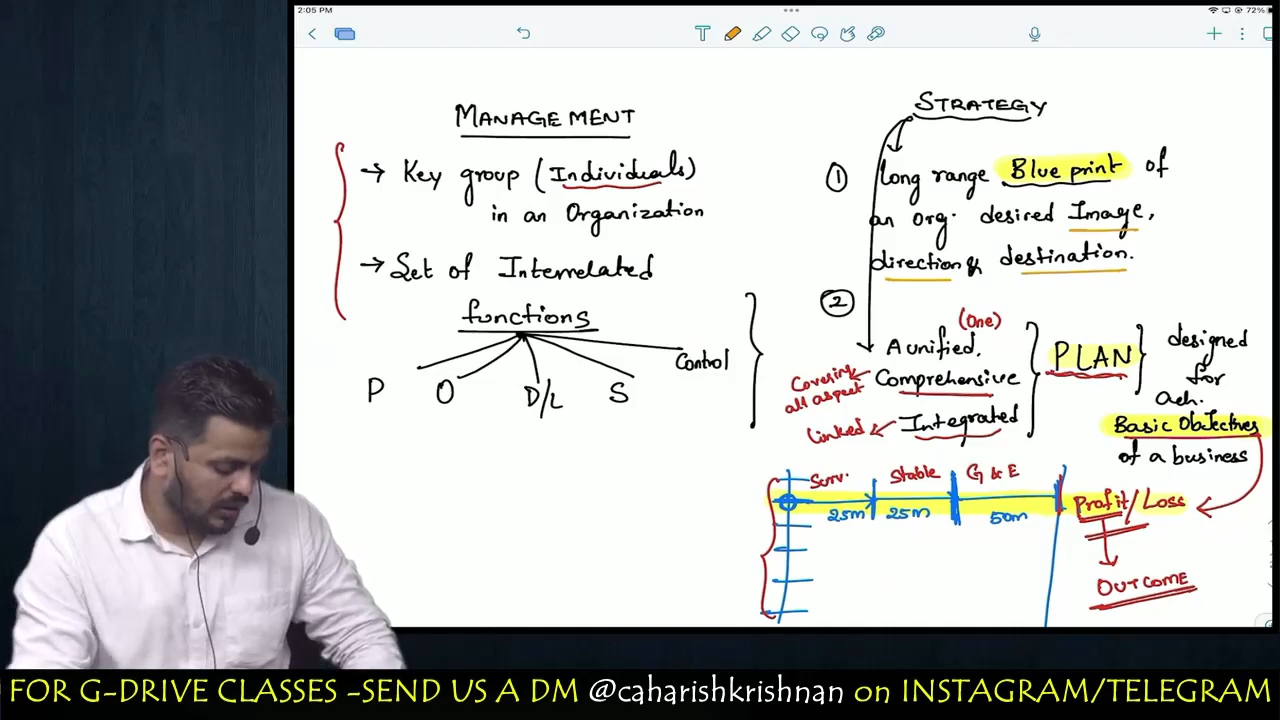 2:05 PM
72%
MANAGEMENT
→ Key group (Individuals)
in an Organization
→ Set of Interrelated
functions
P O D/L S Control
STRATEGY
① Long range Blue print of
an org. desired Image,
direction & destination.
②
(One)
A unified.
Covering all aspect
Comprehensive
Linked
Integrated
PLAN
designed
for
ach.
Basic Objectives
of a business
Surv. Stable G & E
25m 25m 50m
Profit/Loss
OUTCOME
FOR G-DRIVE CLASSES -SEND US A DM @caharishkrishnan on INSTAGRAM/TELEGRAM